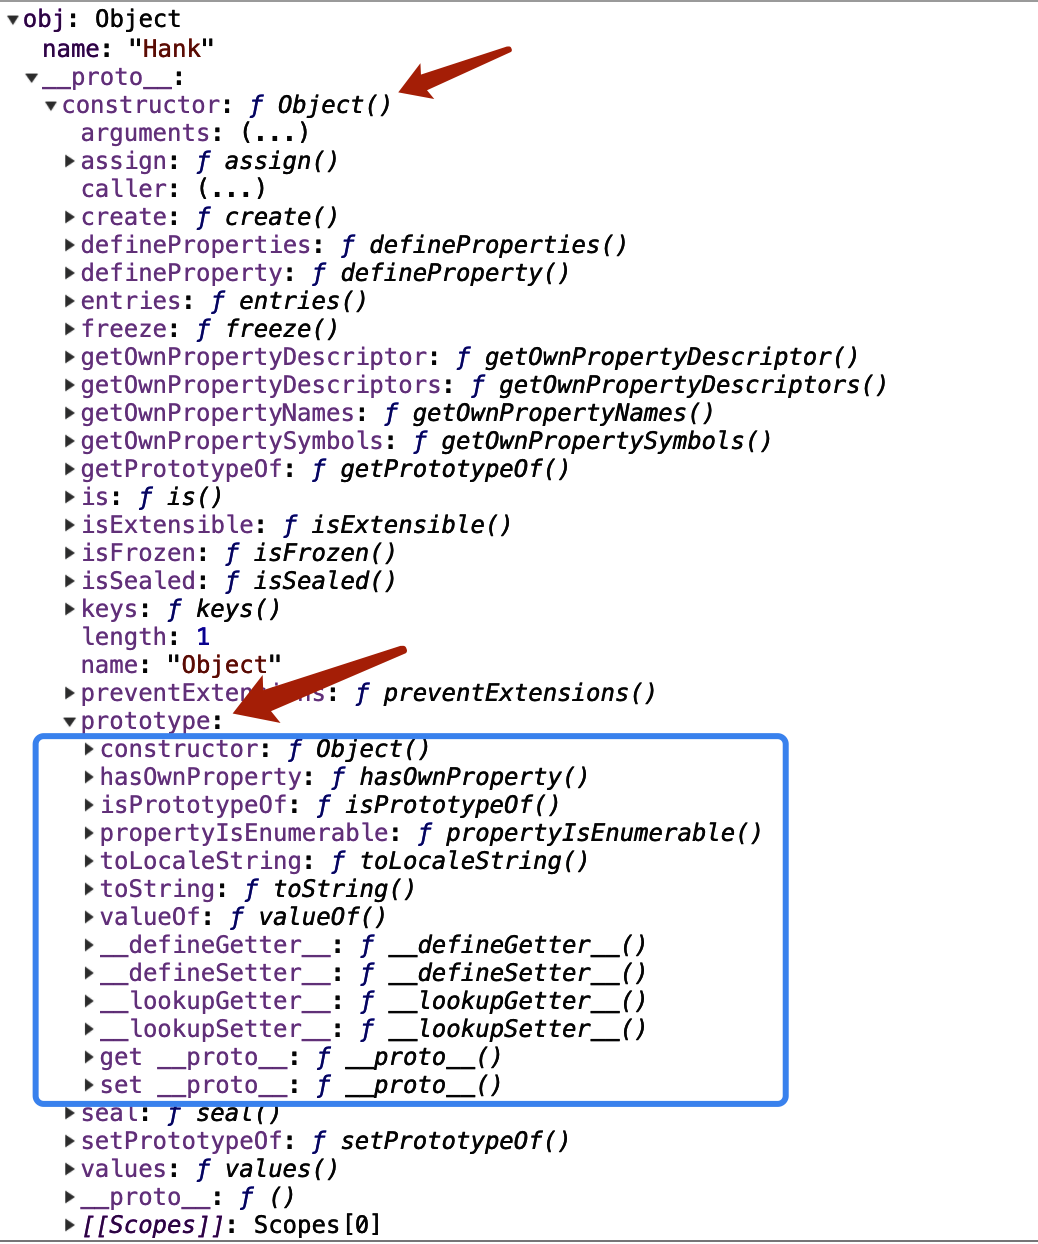 obj: Object
name: "Hank"
__proto__:
constructor: ƒ Object()
arguments: (...)
assign: ƒ assign()
caller: (...)
create: ƒ create()
defineProperties: ƒ defineProperties()
defineProperty: ƒ defineProperty()
entries: ƒ entries()
freeze: ƒ freeze()
getOwnPropertyDescriptor: ƒ getOwnPropertyDescriptor()
getOwnPropertyDescriptors: ƒ getOwnPropertyDescriptors()
getOwnPropertyNames: ƒ getOwnPropertyNames()
getOwnPropertySymbols: ƒ getOwnPropertySymbols()
getPrototypeOf: ƒ getPrototypeOf()
is: ƒ is()
isExtensible: ƒ isExtensible()
isFrozen: ƒ isFrozen()
isSealed: ƒ isSealed()
keys: ƒ keys()
length: 1
name: "Object"
preventExtensions: ƒ preventExtensions()
prototype:
constructor: ƒ Object()
hasOwnProperty: ƒ hasOwnProperty()
isPrototypeOf: ƒ isPrototypeOf()
propertyIsEnumerable: ƒ propertyIsEnumerable()
toLocaleString: ƒ toLocaleString()
toString: ƒ toString()
valueOf: ƒ valueOf()
__defineGetter__: ƒ __defineGetter__()
__defineSetter__: ƒ __defineSetter__()
__lookupGetter__: ƒ __lookupGetter__()
__lookupSetter__: ƒ __lookupSetter__()
get __proto__: ƒ __proto__()
set __proto__: ƒ __proto__()
seal: ƒ seal()
setPrototypeOf: ƒ setPrototypeOf()
values: ƒ values()
__proto__: ƒ ()
[[Scopes]]: Scopes[0]